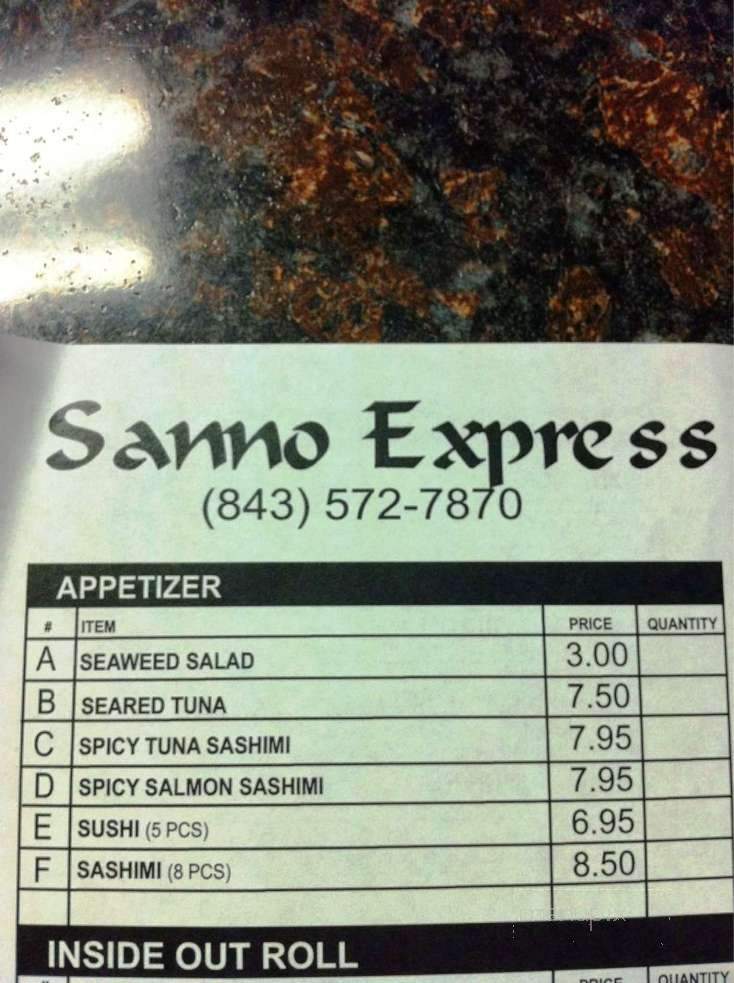 Sanno Express
(843) 572-7870
APPETIZER
# ITEM PRICE QUANTITY
A SEAWEED SALAD 3.00
B SEARED TUNA 7.50
C SPICY TUNA SASHIMI 7.95
D SPICY SALMON SASHIMI 7.95
E SUSHI (5 PCS) 6.95
F SASHIMI (8 PCS) 8.50
INSIDE OUT ROLL
# PRICE QUANTITY